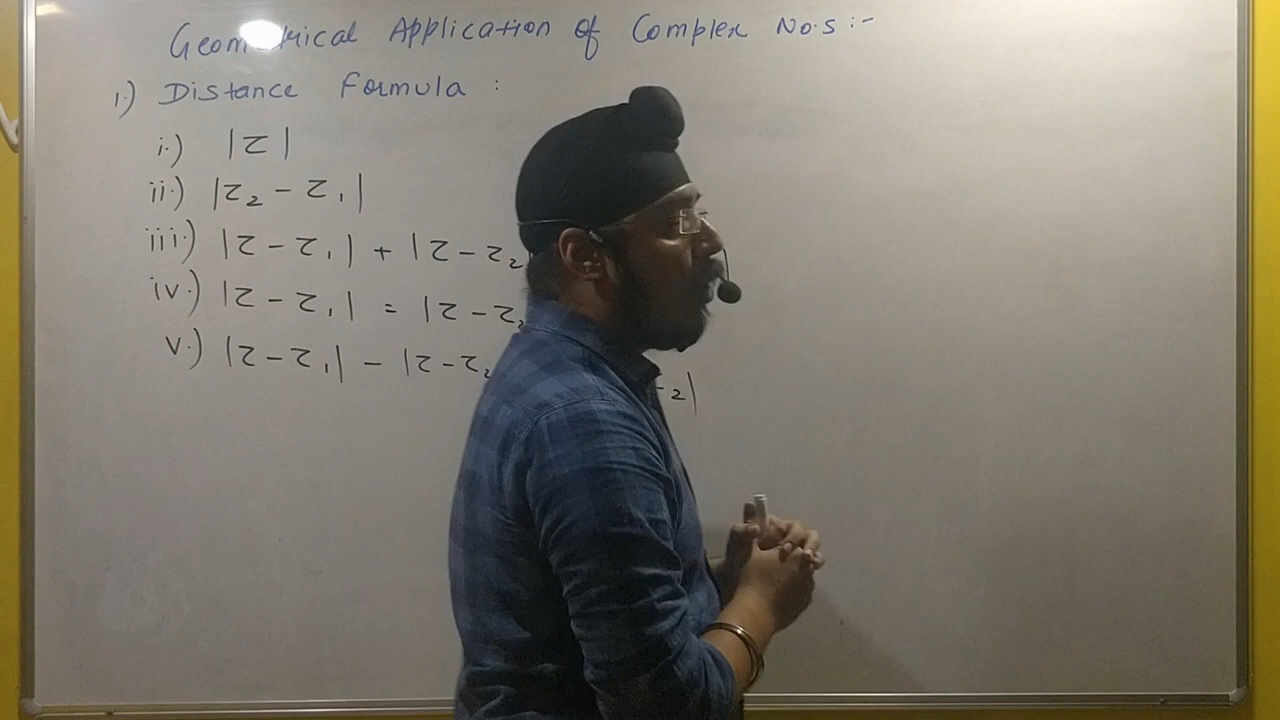 Geometrical Application of Complex No.s :-
1.) Distance Formula :
i.) |z|
ii.) |z₂ - z₁|
iii.) |z - z₁| + |z - z₂
iv.) |z - z₁| = |z - z₂
v.) |z - z₁| - |z - z₂
- ₂|